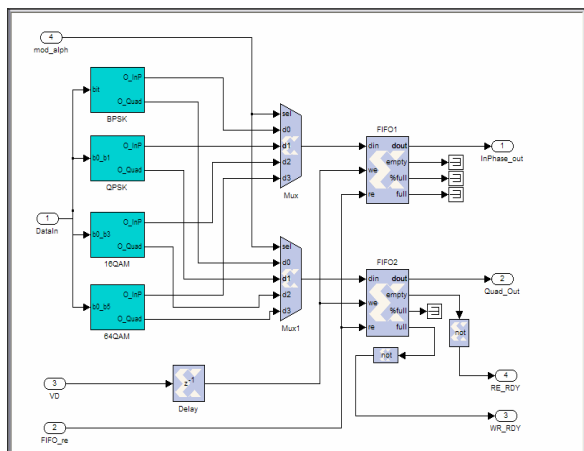 4
mod_alph
bit
O_InP
O_Quad
BPSK
b0_b1
O_InP
O_Quad
QPSK
1
DataIn
b0_b3
O_InP
O_Quad
16QAM
b0_b5
O_InP
O_Quad
64QAM
sel
d0
d1
d2
d3
Mux
sel
d0
d1
d2
d3
Mux1
FIFO1
din
dout
we
empty
%full
re
full
1
InPhase_out
FIFO2
din
dout
we
empty
%full
re
full
2
Quad_Out
not
not
4
RE_RDY
3
WR_RDY
3
VD
z-1
Delay
2
FIFO_re